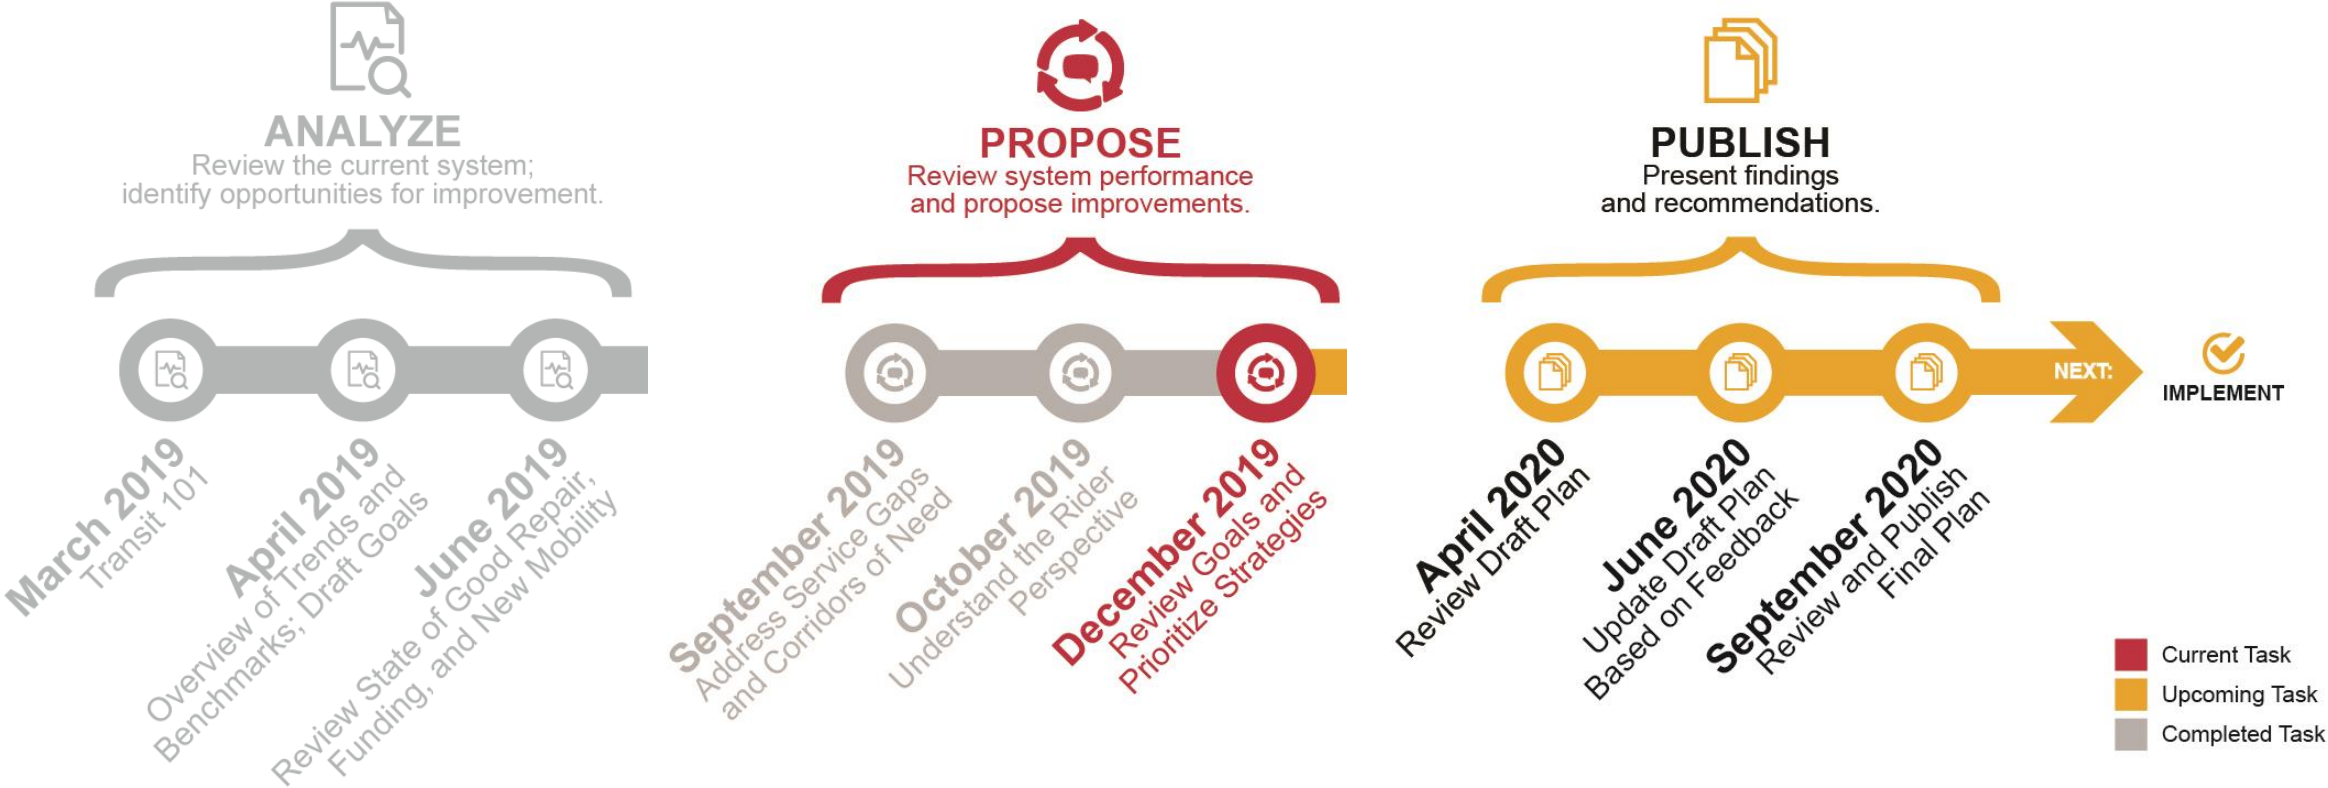 ANALYZE
Review the current system;
identify opportunities for improvement.
March 2019
Transit 101
April 2019
Overview of Trends and
Benchmarks; Draft Goals
June 2019
Review State of Good Repair,
Funding, and New Mobility
PROPOSE
Review system performance
and propose improvements.
September 2019
Address Service Gaps
and Corridors of Need
October 2019
Understand the Rider
Perspective
December 2019
Review Goals and
Prioritize Strategies
PUBLISH
Present findings
and recommendations.
April 2020
Review Draft Plan
June 2020
Update Draft Plan
Based on Feedback
September 2020
Review and Publish
Final Plan
NEXT:
IMPLEMENT
Current Task
Upcoming Task
Completed Task